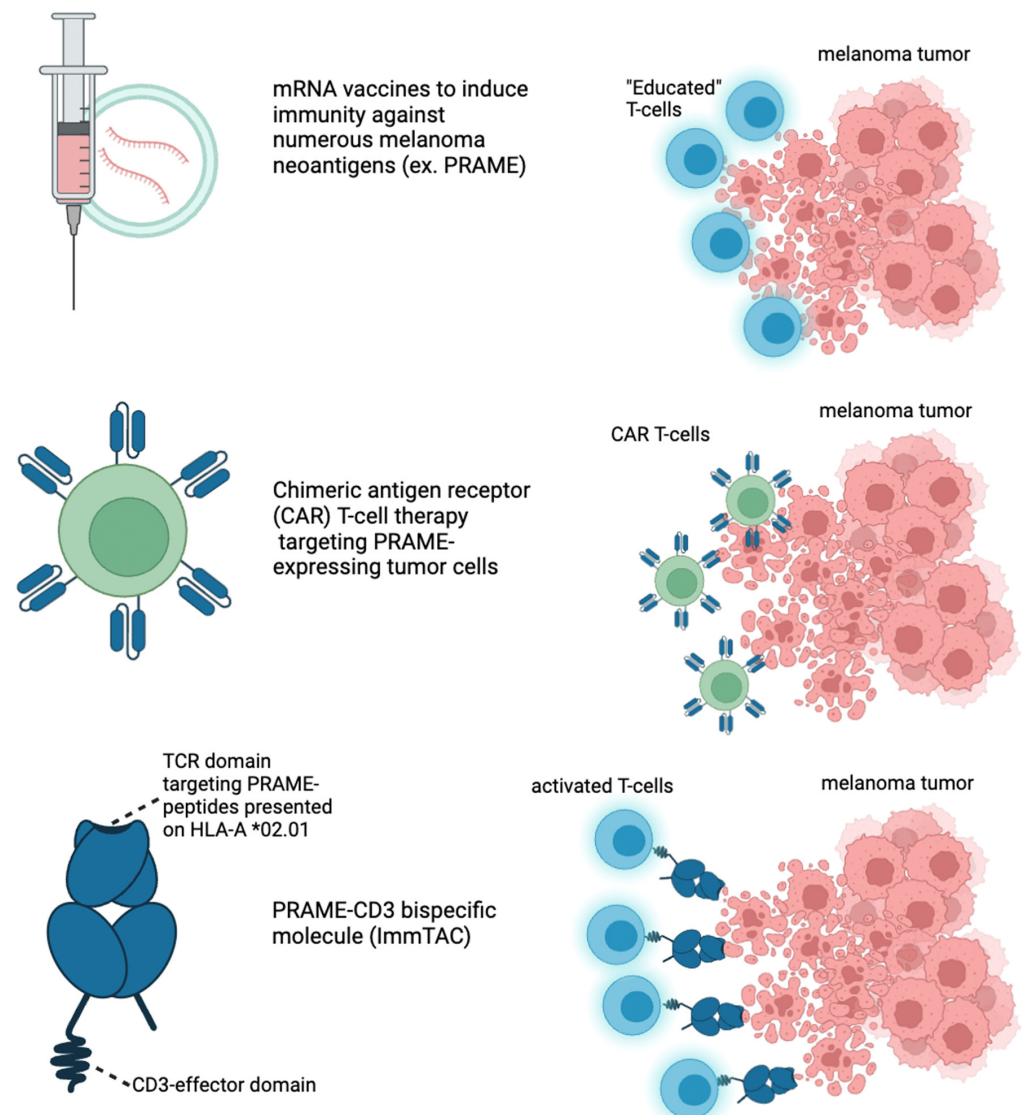 mRNA vaccines to induce
immunity against
numerous melanoma
neoantigens (ex. PRAME)
"Educated"
T-cells
melanoma tumor
Chimeric antigen receptor
(CAR) T-cell therapy
targeting PRAME-
expressing tumor cells
CAR T-cells
melanoma tumor
TCR domain
targeting PRAME-
peptides presented
on HLA-A *02.01
PRAME-CD3 bispecific
molecule (ImmTAC)
CD3-effector domain
activated T-cells
melanoma tumor